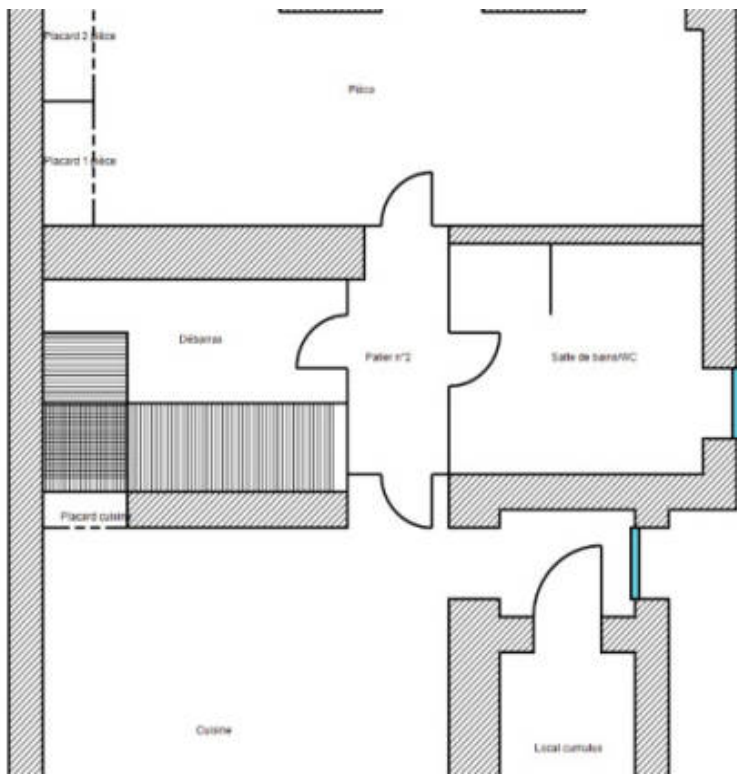 Placard 2 pièce
Pièce
Placard 1 pièce
Débarras
Palier n°2
Salle de bains/WC
Placard cuisine
Cuisine
Local cumulus